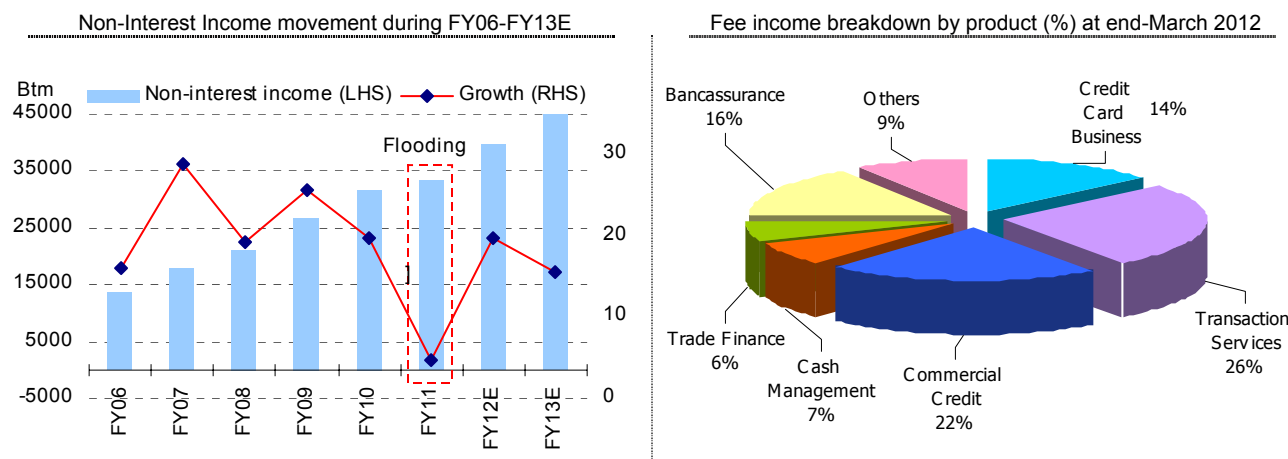 Non-Interest Income movement during FY06-FY13E
Btm
Non-interest income (LHS)
Growth (RHS)
45000
35000
25000
15000
5000
-5000
Flooding
]
30
20
10
0
FY06
FY07
FY08
FY09
FY10
FY11
FY12E
FY13E
Fee income breakdown by product (%) at end-March 2012
Bancassurance
16%
Others
9%
Credit
Card
Business
14%
Transaction
Services
26%
Commercial
Credit
22%
Cash
Management
7%
Trade Finance
6%